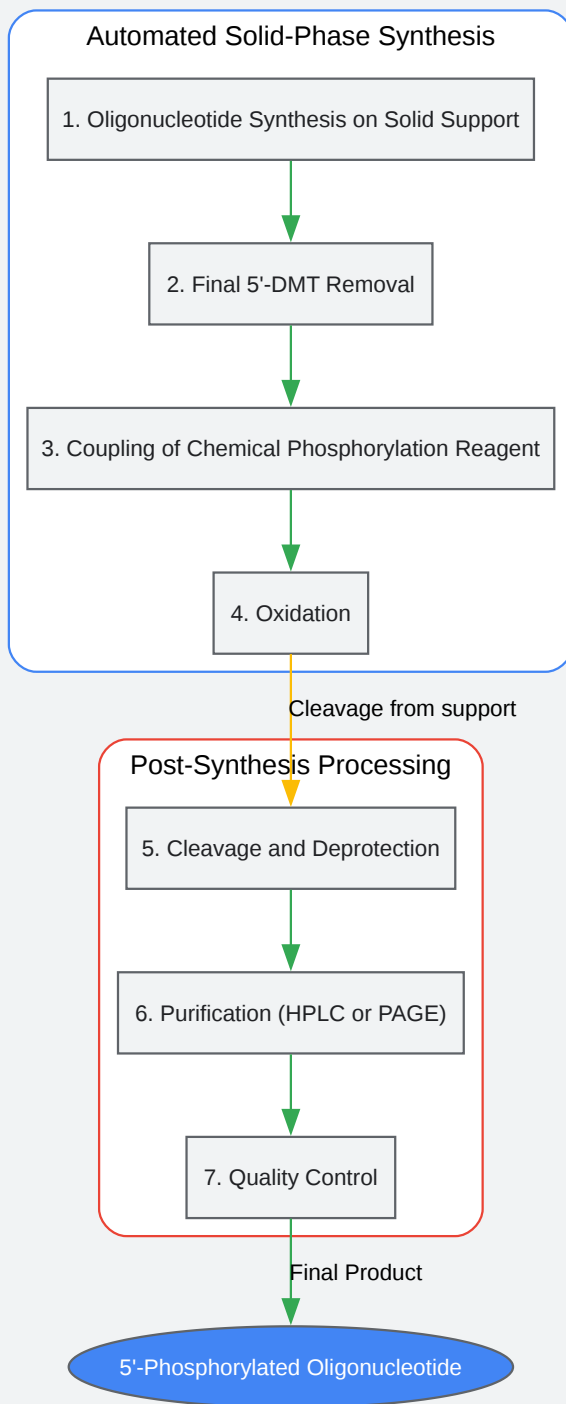 Automated Solid-Phase Synthesis
1. Oligonucleotide Synthesis on Solid Support
2. Final 5'-DMT Removal
3. Coupling of Chemical Phosphorylation Reagent
4. Oxidation
Cleavage from support
Post-Synthesis Processing
5. Cleavage and Deprotection
6. Purification (HPLC or PAGE)
7. Quality Control
Final Product
5'-Phosphorylated Oligonucleotide